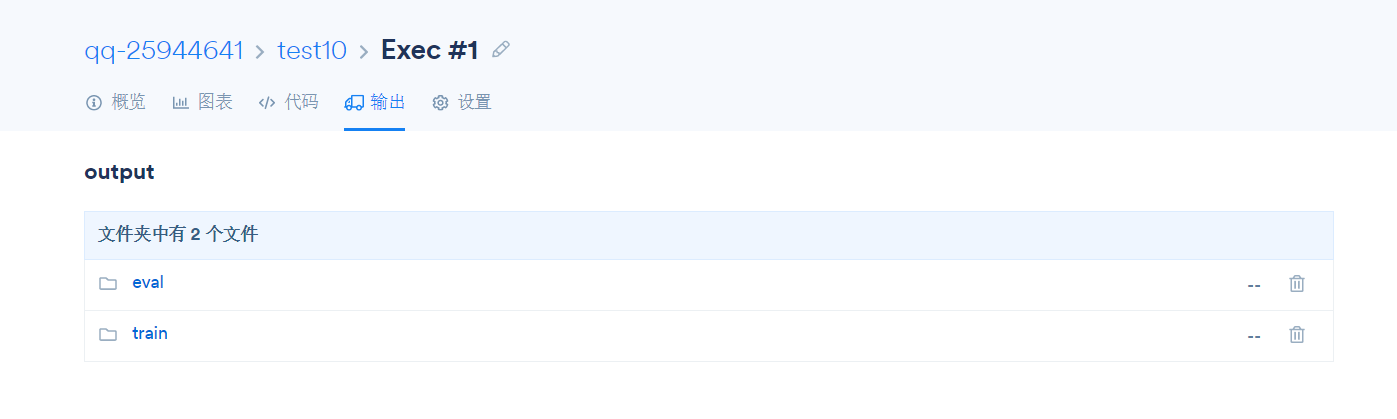 qq-25944641 > test10 > Exec #1
概览 图表 代码 输出 设置
output
文件夹中有 2 个文件
eval --
train --